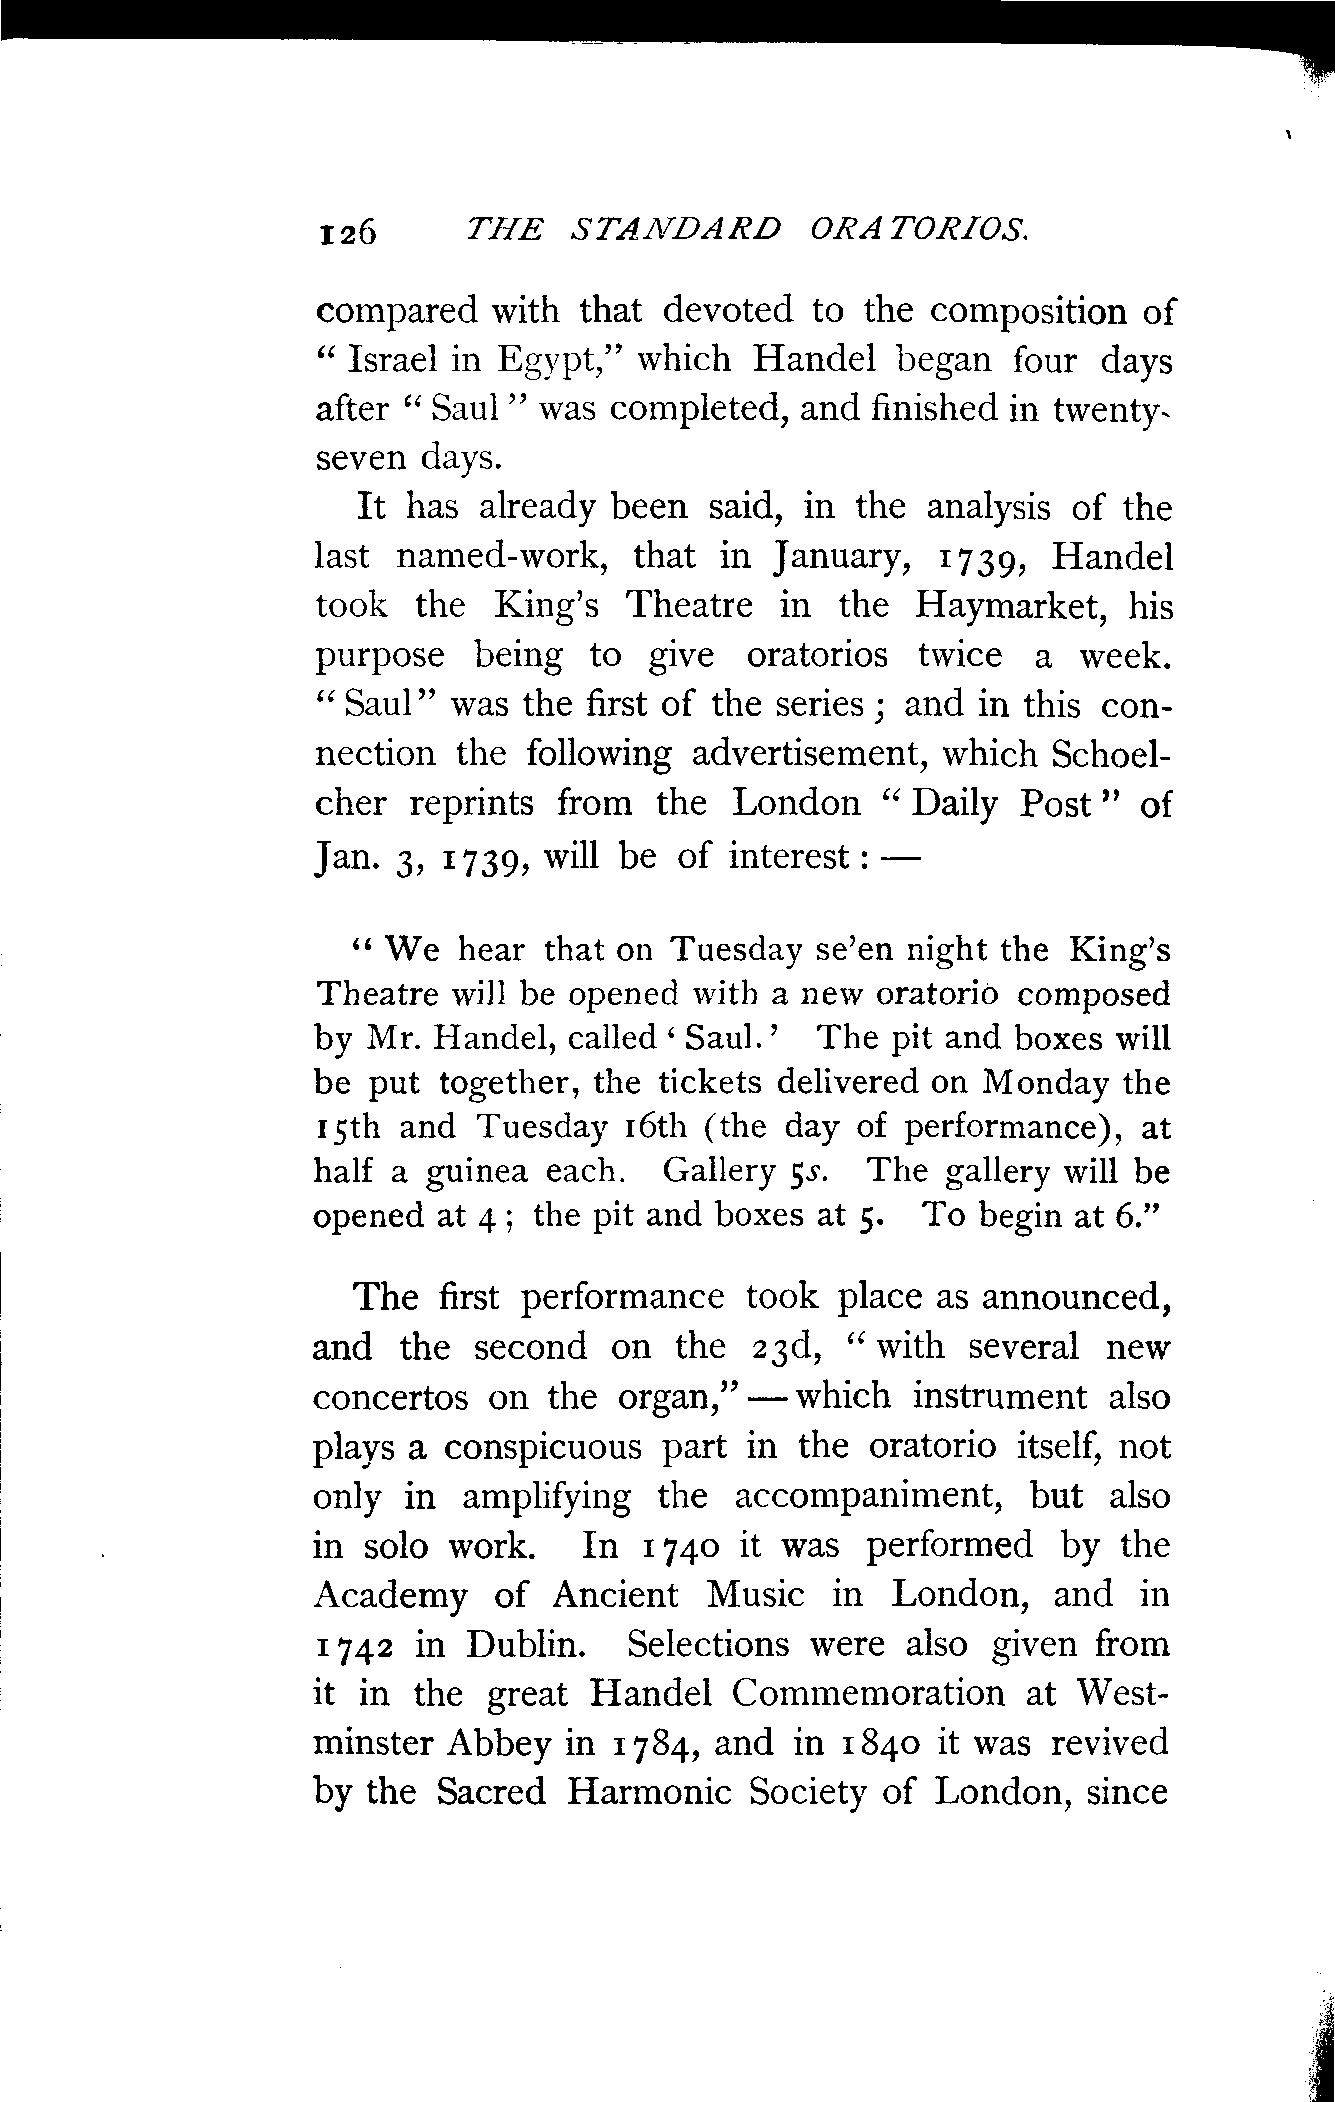 126 THE STANDARD ORATORIOS.
compared with that devoted to the composition of
“ Israel in Egypt,” which Handel began four days
after “ Saul ” was completed, and finished in twenty-
seven days.
It has already been said, in the analysis of the
last named-work, that in January, 1739, Handel
took the King’s Theatre in the Haymarket, his
purpose being to give oratorios twice a week.
“ Saul” was the first of the series ; and in this con-
nection the following advertisement, which Schoel-
cher reprints from the London “ Daily Post ” of
Jan. 3, 1739, will be of interest : —
“ We hear that on Tuesday se’en night the King’s
Theatre will be opened with a new oratorio composed
by Mr. Handel, called ‘ Saul.’ The pit and boxes will
be put together, the tickets delivered on Monday the
15th and Tuesday 16th (the day of performance), at
half a guinea each. Gallery 5s. The gallery will be
opened at 4 ; the pit and boxes at 5. To begin at 6.”
The first performance took place as announced,
and the second on the 23d, “ with several new
concertos on the organ,” — which instrument also
plays a conspicuous part in the oratorio itself, not
only in amplifying the accompaniment, but also
in solo work. In 1740 it was performed by the
Academy of Ancient Music in London, and in
1742 in Dublin. Selections were also given from
it in the great Handel Commemoration at West-
minster Abbey in 1784, and in 1840 it was revived
by the Sacred Harmonic Society of London, since